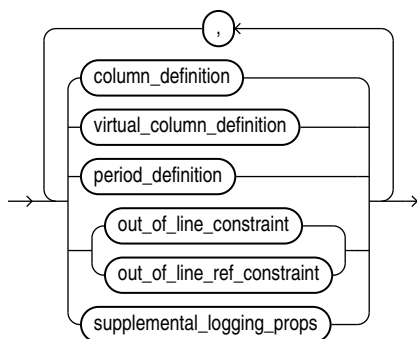 ,
column_definition
virtual_column_definition
period_definition
out_of_line_constraint
out_of_line_ref_constraint
supplemental_logging_props